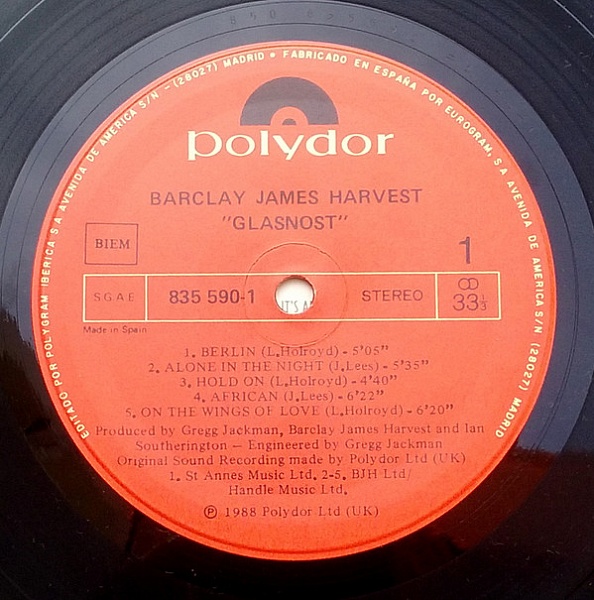 EDITADO POR POLYGRAM IBERICA S A AVENIDA DE AMERICA S/N - (28027) MADRID • FABRICADO EN ESPAÑA POR EUROGRAM, S A AVENIDA DE AMERICA S/N (28027) MADRID
polydor
BARCLAY JAMES HARVEST
"GLASNOST"
BIEM
1
S G A E
835 590-1
IT'S A
STEREO
33 1/3
Made in Spain
1. BERLIN (L.Holroyd) - 5'05"
2. ALONE IN THE NIGHT (J.Lees) - 5'35"
3. HOLD ON (L.Holroyd) - 4'40"
4. AFRICAN (J.Lees) - 6'22"
5. ON THE WINGS OF LOVE (L.Holroyd) - 6'20"
Produced by Gregg Jackman, Barclay James Harvest and Ian
Southerington — Engineered by Gregg Jackman
Original Sound Recording made by Polydor Ltd (UK)
1. St Annes Music Ltd. 2-5. BJH Ltd/
Handle Music Ltd.
℗ 1988 Polydor Ltd (UK)